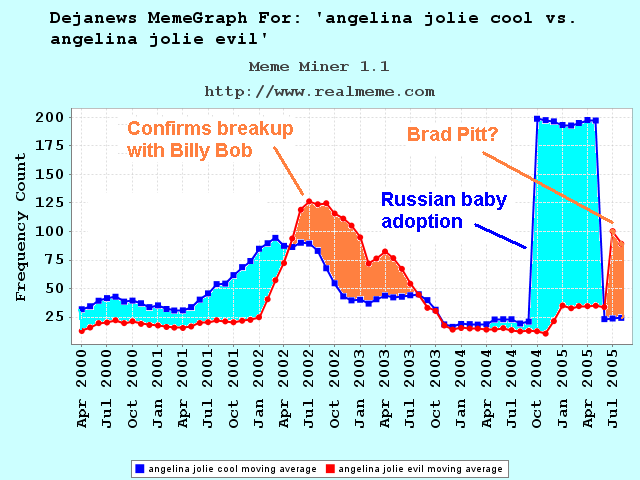 Dejanews MemeGraph For: 'angelina jolie cool vs.
angelina jolie evil'
Meme Miner 1.1
http://www.realmeme.com
Frequency Count
200
175
150
125
100
75
50
25
Confirms breakup
with Billy Bob
Brad Pitt?
Russian baby
adoption
Apr 2000
Jul 2000
Oct 2000
Jan 2001
Apr 2001
Jul 2001
Oct 2001
Jan 2002
Apr 2002
Jul 2002
Oct 2002
Jan 2003
Apr 2003
Jul 2003
Oct 2003
Jan 2004
Apr 2004
Jul 2004
Oct 2004
Jan 2005
Apr 2005
Jul 2005
angelina jolie cool moving average
angelina jolie evil moving average